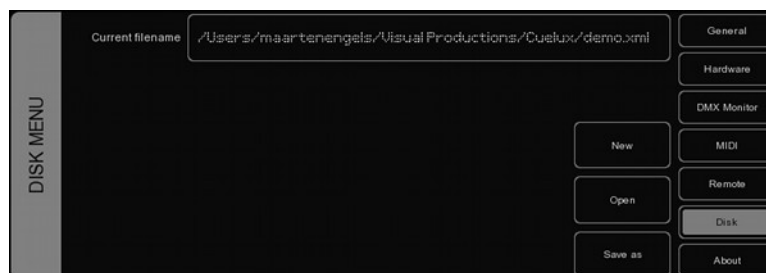 DISK MENU
Current filename
/Users/maartenengels/Visual Productions/Cuelux/demo.xml
New
Open
Save as
General
Hardware
DMX Monitor
MIDI
Remote
Disk
About